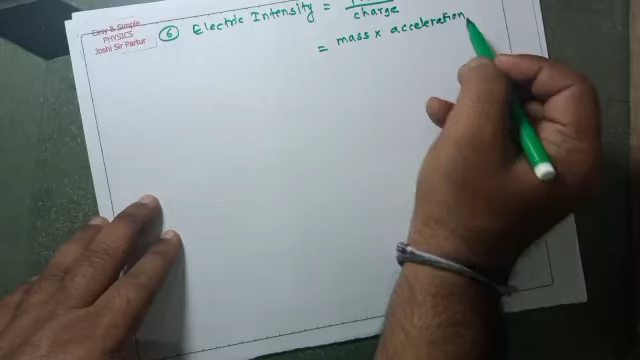 Easy & Simple
PHYSICS
Joshi Sir Partur
6 Electric Intensity =
charge
= mass x acceleration